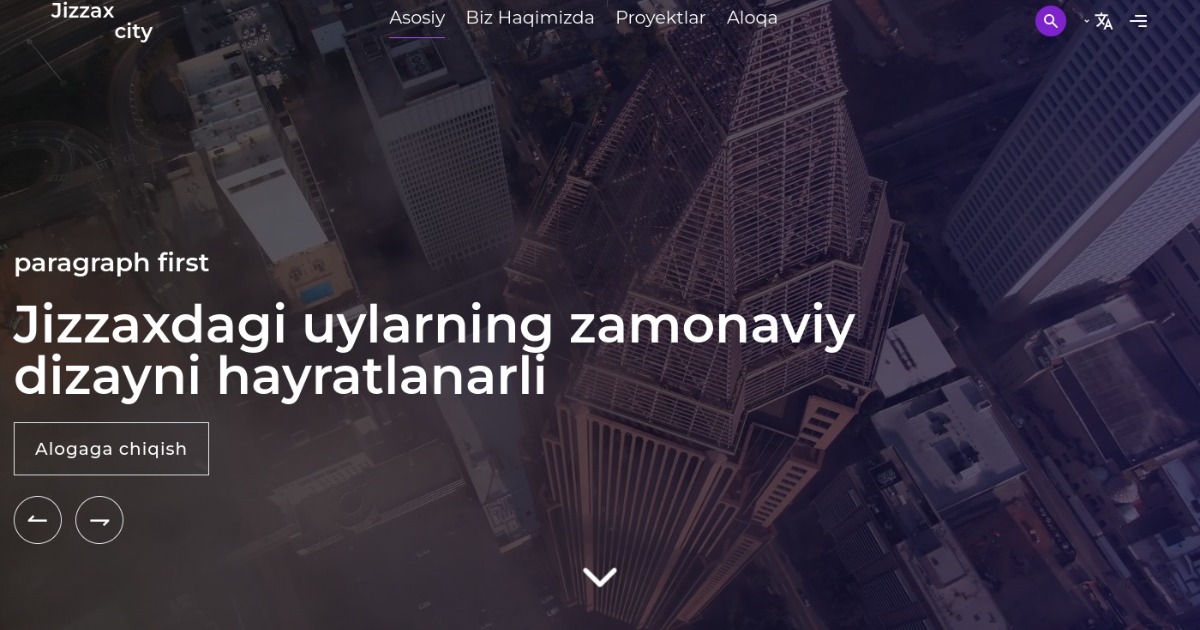 Jizzax
city
Asosiy Biz Haqimizda Proyektlar Aloqa
paragraph first
Jizzaxdagi uylarning zamonaviy
dizayni hayratlanarli
Alogaga chiqish